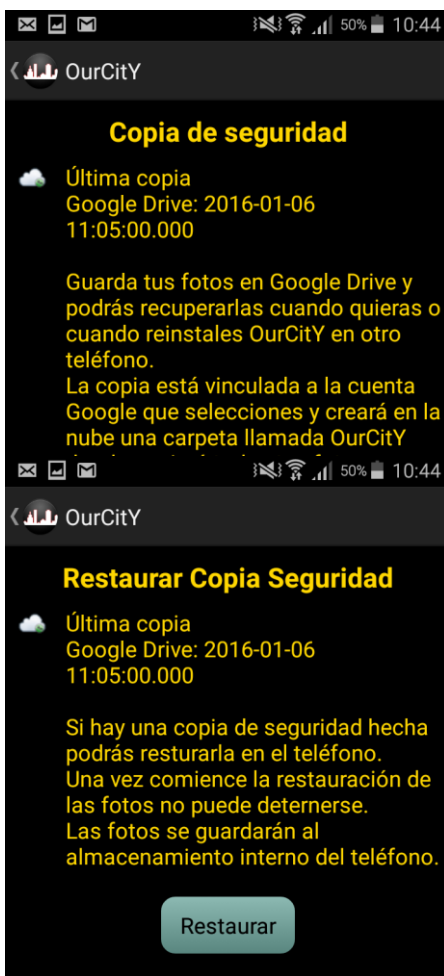 50% 10:44
OurCitY
Copia de seguridad
Última copia
Google Drive: 2016-01-06
11:05:00.000
Guarda tus fotos en Google Drive y
podrás recuperarlas cuando quieras o
cuando reinstales OurCitY en otro
teléfono.
La copia está vinculada a la cuenta
Google que selecciones y creará en la
nube una carpeta llamada OurCitY
50% 10:44
OurCitY
Restaurar Copia Seguridad
Última copia
Google Drive: 2016-01-06
11:05:00.000
Si hay una copia de seguridad hecha
podrás resturarla en el teléfono.
Una vez comience la restauración de
las fotos no puede deternerse.
Las fotos se guardarán al
almacenamiento interno del teléfono.
Restaurar